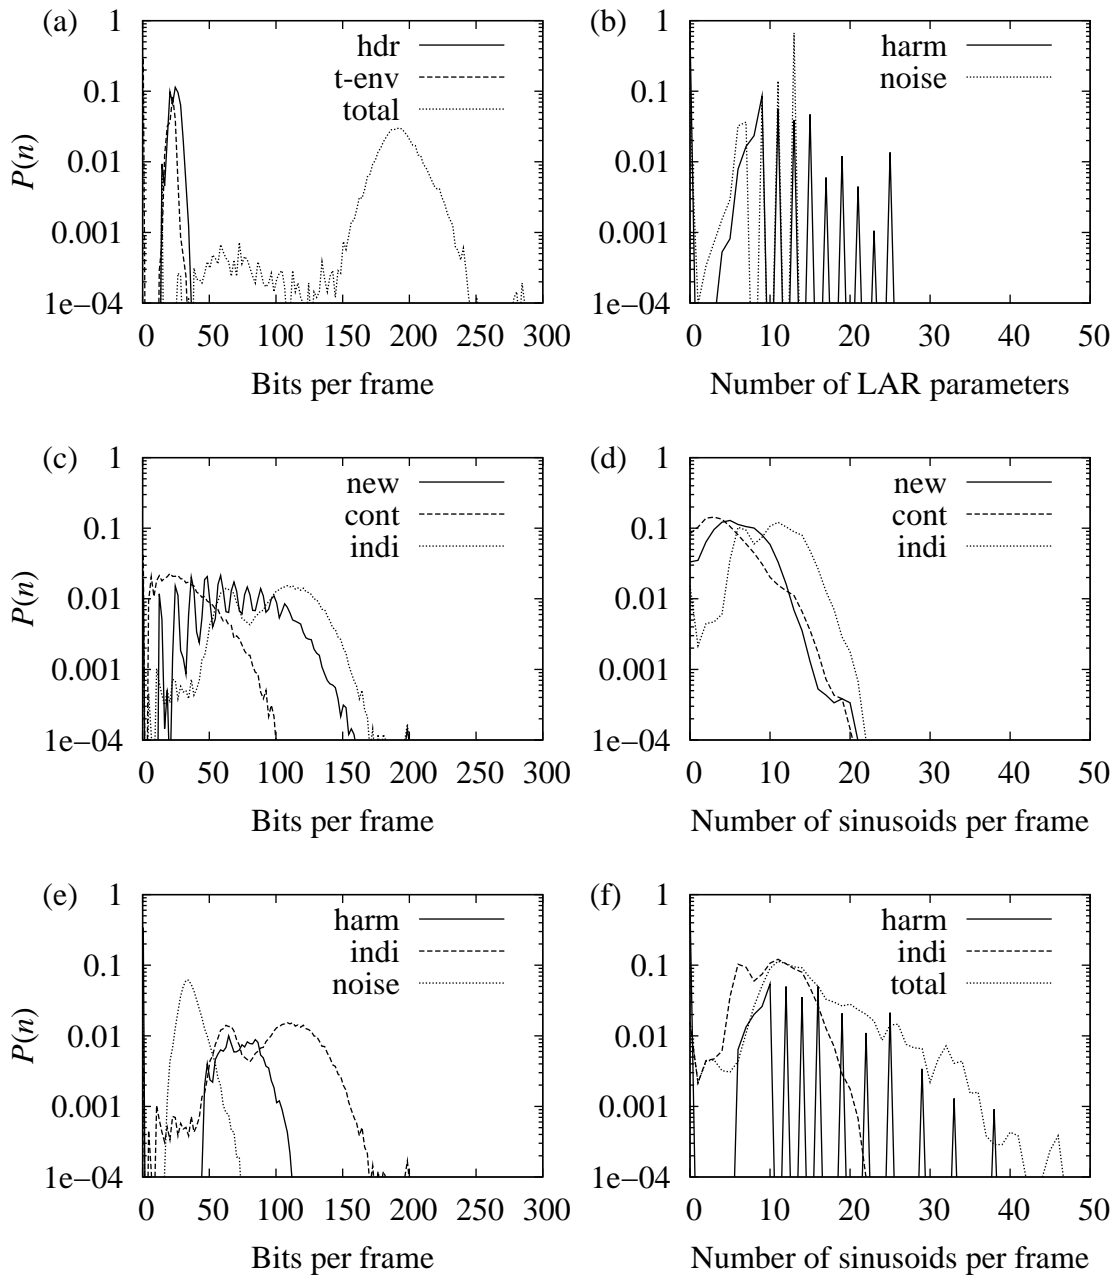 (a)
hdr
t-env
total
P(n)
1
0.1
0.01
0.001
1e−04
0 50 100 150 200 250 300
Bits per frame
(b)
harm
noise
1
0.1
0.01
0.001
1e−04
0 10 20 30 40 50
Number of LAR parameters
(c)
new
cont
indi
P(n)
1
0.1
0.01
0.001
1e−04
0 50 100 150 200 250 300
Bits per frame
(d)
new
cont
indi
1
0.1
0.01
0.001
1e−04
0 10 20 30 40 50
Number of sinusoids per frame
(e)
harm
indi
noise
P(n)
1
0.1
0.01
0.001
1e−04
0 50 100 150 200 250 300
Bits per frame
(f)
harm
indi
total
1
0.1
0.01
0.001
1e−04
0 10 20 30 40 50
Number of sinusoids per frame